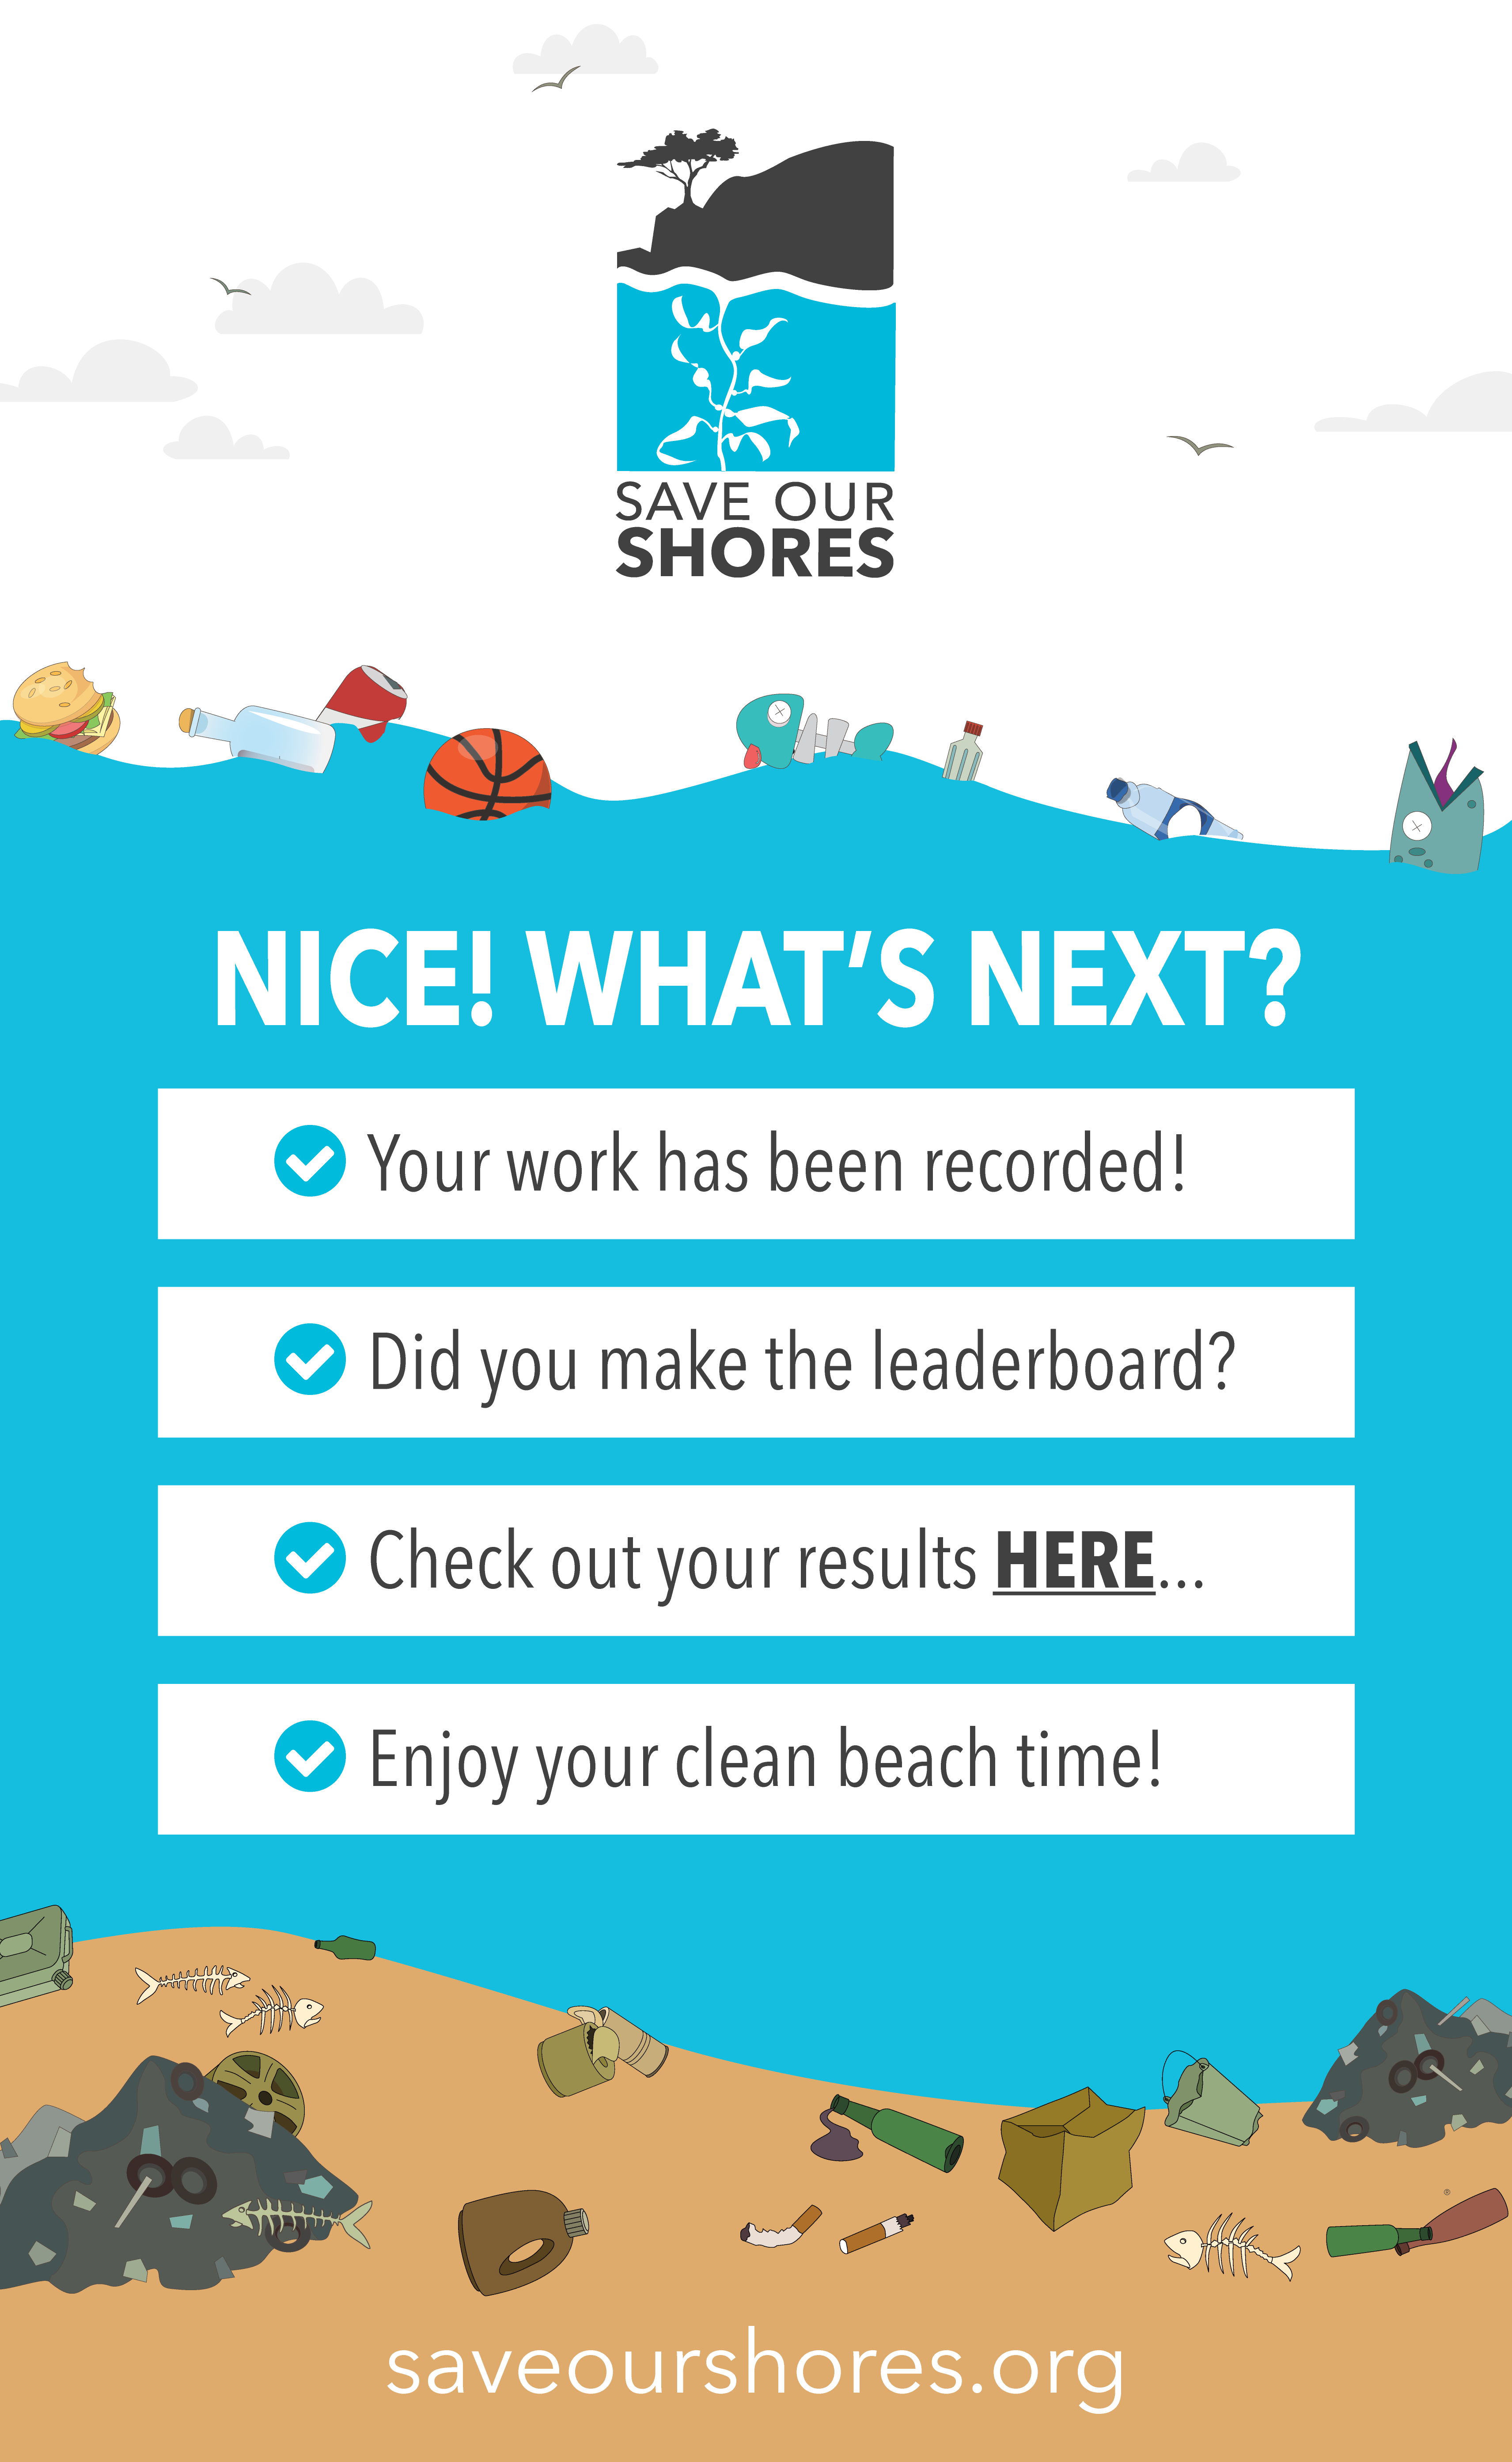 SAVE OUR
SHORES
NICE! WHAT'S NEXT?
Your work has been recorded!
Did you make the leaderboard?
Check out your results HERE...
Enjoy your clean beach time!
®
saveourshores.org